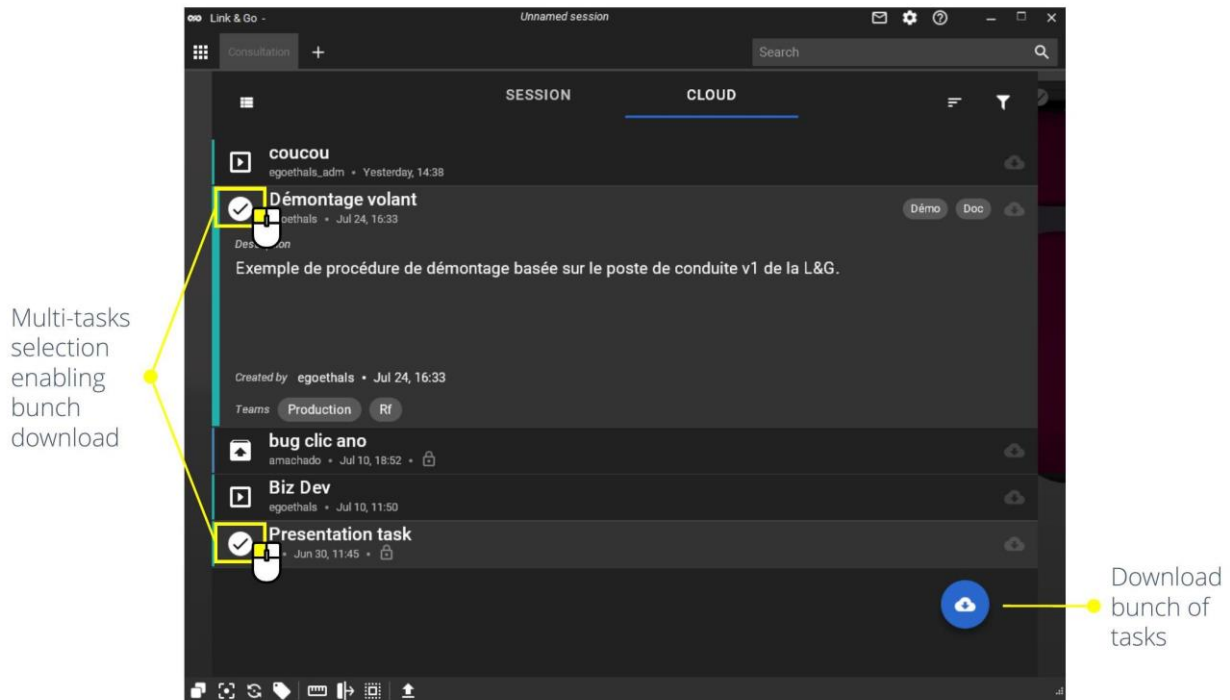 Link & Go -
Unnamed session
Consultation
Search
SESSION
CLOUD
coucou
egoethals_adm • Yesterday, 14:38
Démontage volant
Jul 24, 16:33
Démo
Doc
Exemple de procédure de démontage basée sur le poste de conduite v1 de la L&G.
Created by egoethals • Jul 24, 16:33
Teams Production Rf
bug clic ano
amachado • Jul 10, 18:52 •
Biz Dev
egoethals • Jul 10, 11:50
Presentation task
• Jun 30, 11:45 •
Multi-tasks
selection
enabling
bunch
download
Download
bunch of
tasks